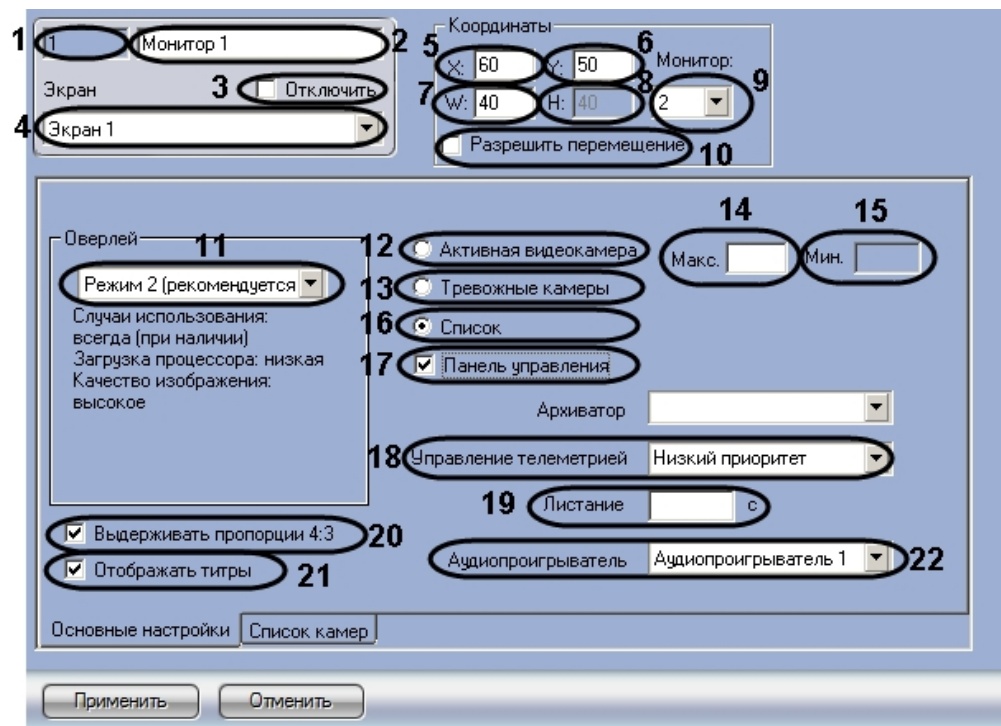 Координаты
1 1 Монитор 1 2 5 X: 60 Y: 50 6 Монитор:
Экран 3 Отключить 7 W: 40 H: 40 8 2 9
4 Экран 1
Разрешить перемещение 10
14 15
Оверлей 11 12 Активная видеокамера Макс. Мин.
Режим 2 (рекомендуется 13 Тревожные камеры
Случаи использования:
всегда (при наличии)
Загрузка процессора: низкая
Качество изображения:
высокое
16 Список
17 Панель управления
Архиватор
18 Управление телеметрией Низкий приоритет
19 Листание с
Выдерживать пропорции 4:3 20
Отображать титры 21
Аудиопроигрыватель Аудиопроигрыватель 1 22
Основные настройки Список камер
Применить Отменить